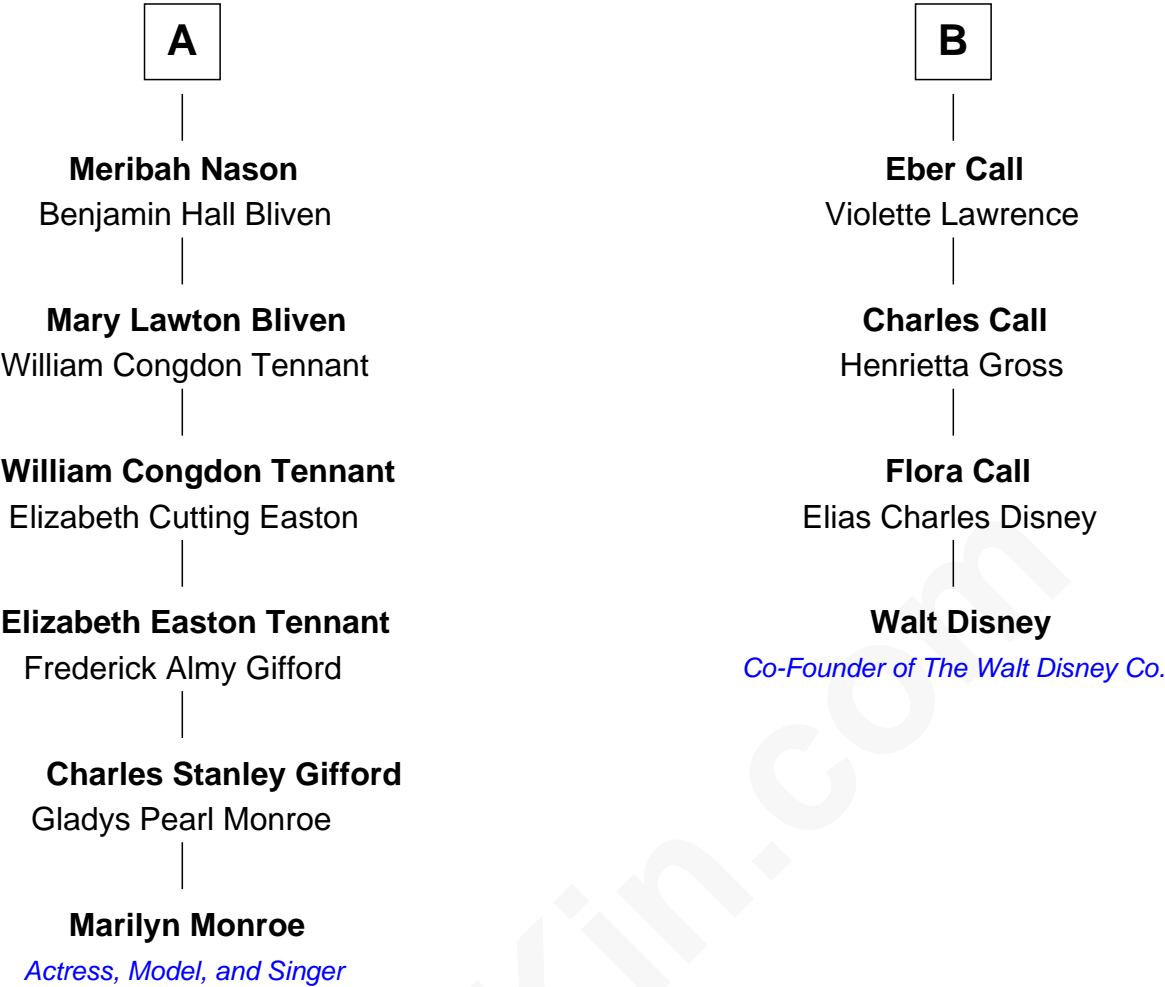 A
Meribah Nason
Benjamin Hall Bliven
Mary Lawton Bliven
William Congdon Tennant
William Congdon Tennant
Elizabeth Cutting Easton
Elizabeth Easton Tennant
Frederick Almy Gifford
Charles Stanley Gifford
Gladys Pearl Monroe
Marilyn Monroe
Actress, Model, and Singer
B
Eber Call
Violette Lawrence
Charles Call
Henrietta Gross
Flora Call
Elias Charles Disney
Walt Disney
Co-Founder of The Walt Disney Co.
Kin.com